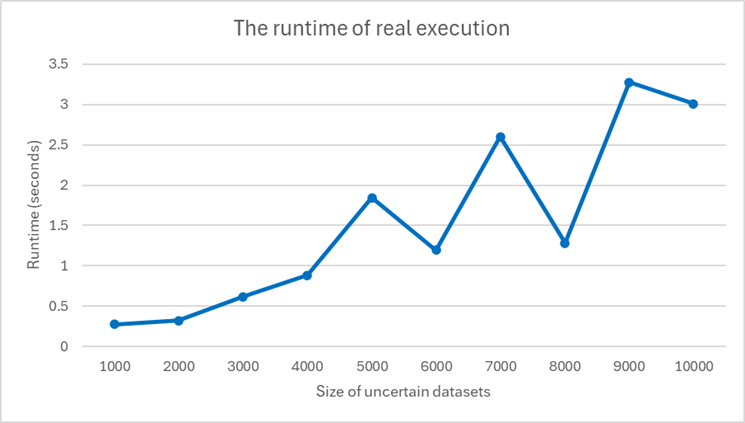 The runtime of real execution
3.5
3
2.5
2
1.5
1
0.5
0
Runtime (seconds)
1000 2000 3000 4000 5000 6000 7000 8000 9000 10000
Size of uncertain datasets